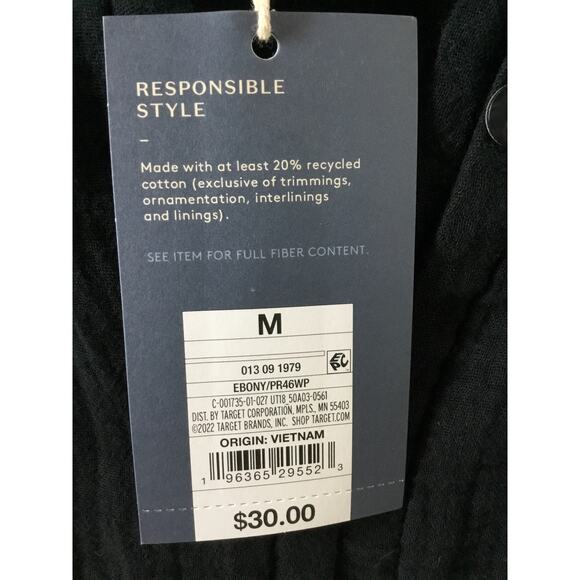 RESPONSIBLE
STYLE
–
Made with at least 20% recycled
cotton (exclusive of trimmings,
ornamentation, interlinings
and linings).
SEE ITEM FOR FULL FIBER CONTENT.
M
013 09 1979
EBONY/PR46WP
C-001735-01-027 UT18_50A03-0561
DIST. BY TARGET CORPORATION, MPLS., MN 55403
©2022 TARGET BRANDS, INC. SHOP TARGET.COM
ORIGIN: VIETNAM
1 96365 29552 3
$30.00